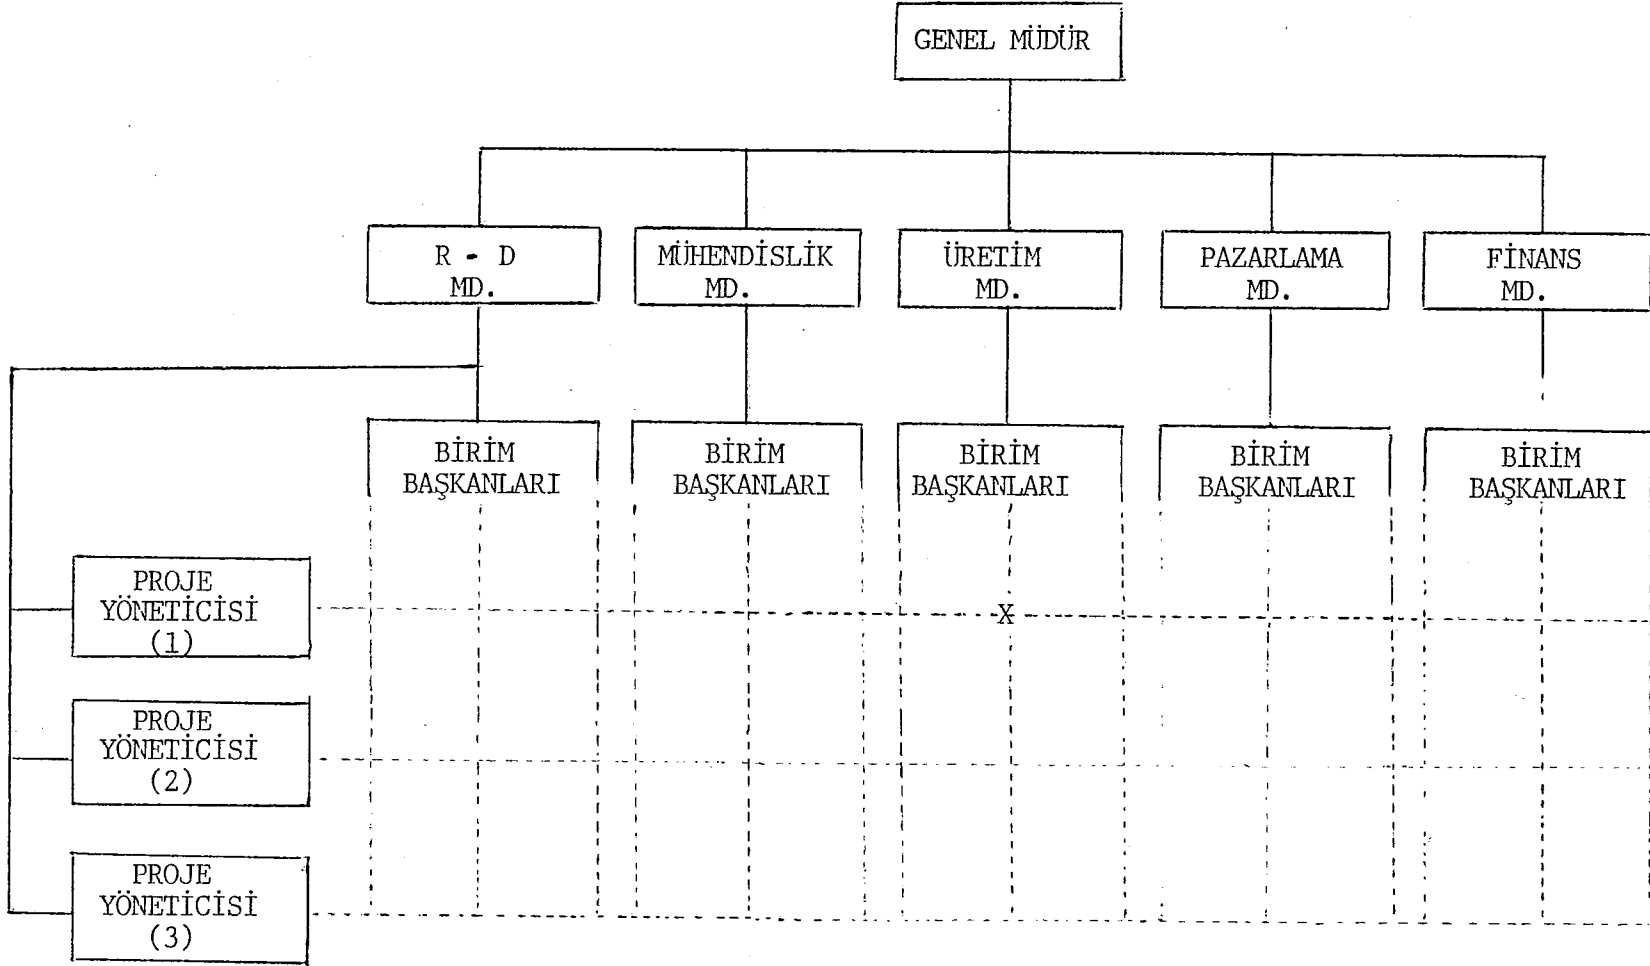 GENEL MÜDÜR
R - D
MD.
MÜHENDİSLİK
MD.
ÜRETİM
MD.
PAZARLAMA
MD.
FİNANS
MD.
BİRİM
BAŞKANLARI
BİRİM
BAŞKANLARI
BİRİM
BAŞKANLARI
BİRİM
BAŞKANLARI
BİRİM
BAŞKANLARI
PROJE
YÖNETİCİSİ
(1)
X
PROJE
YÖNETİCİSİ
(2)
PROJE
YÖNETİCİSİ
(3)